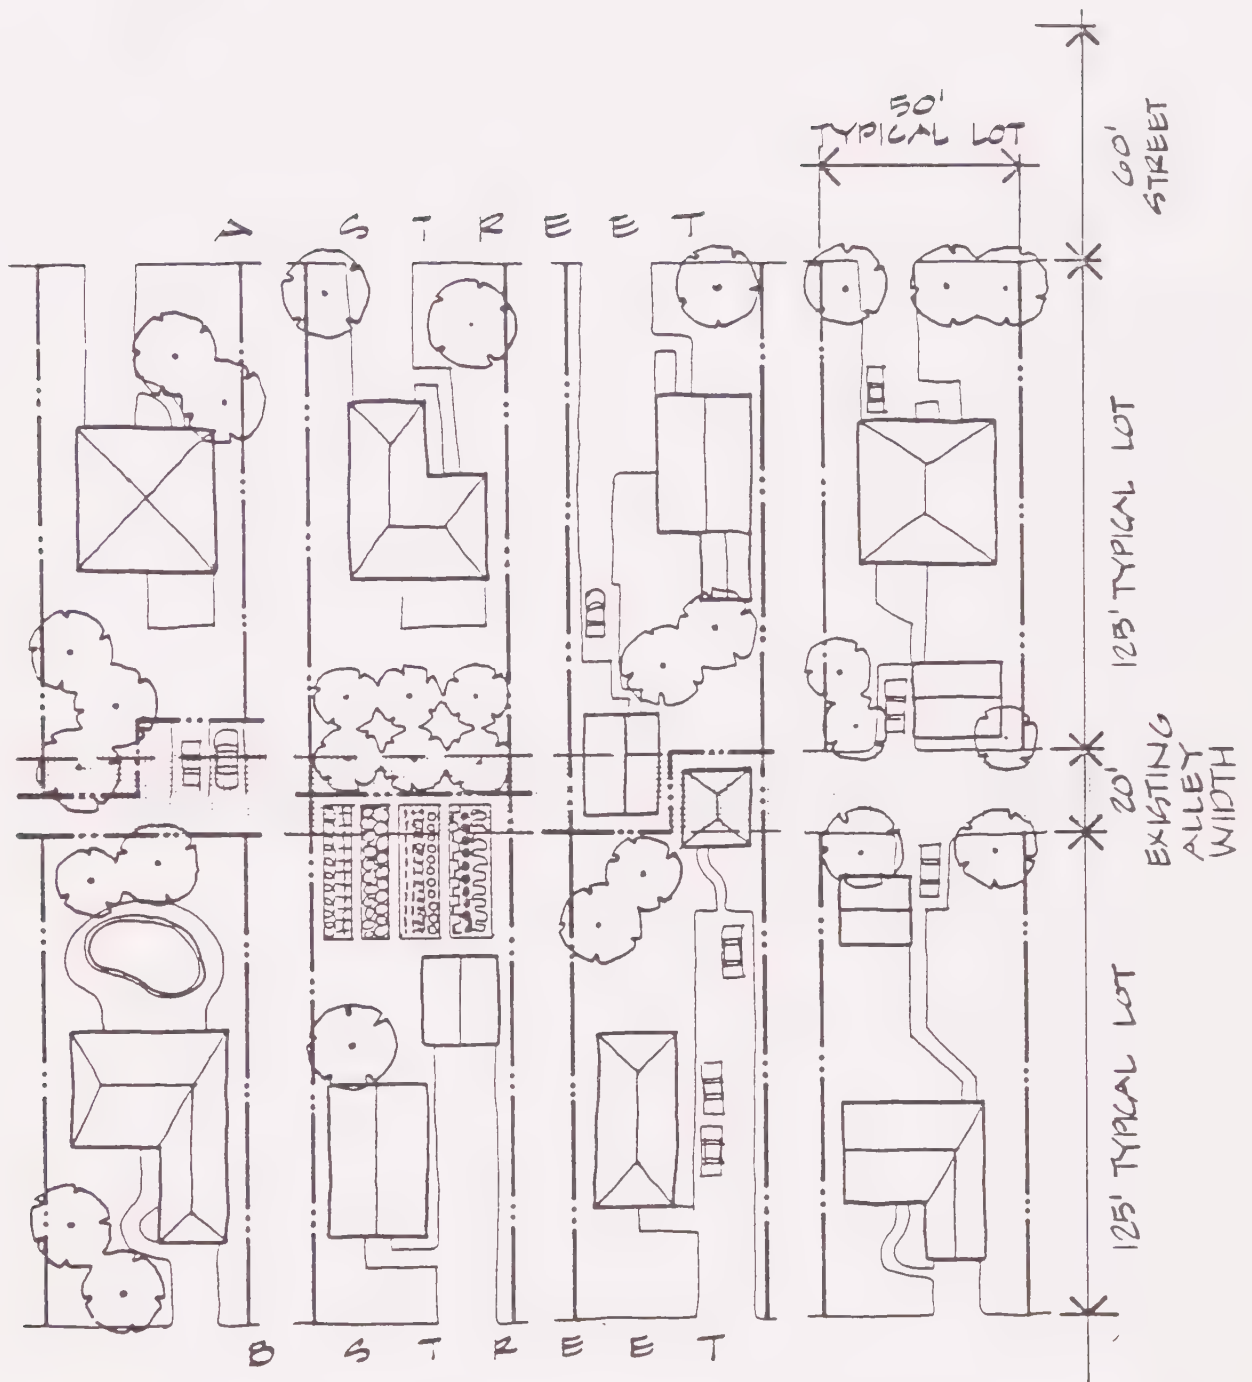 50'
TYPICAL LOT
60'
STREET
A STREET
125' TYPICAL LOT
20'
EXISTING
ALLEY
WIDTH
125' TYPICAL LOT
B STREET